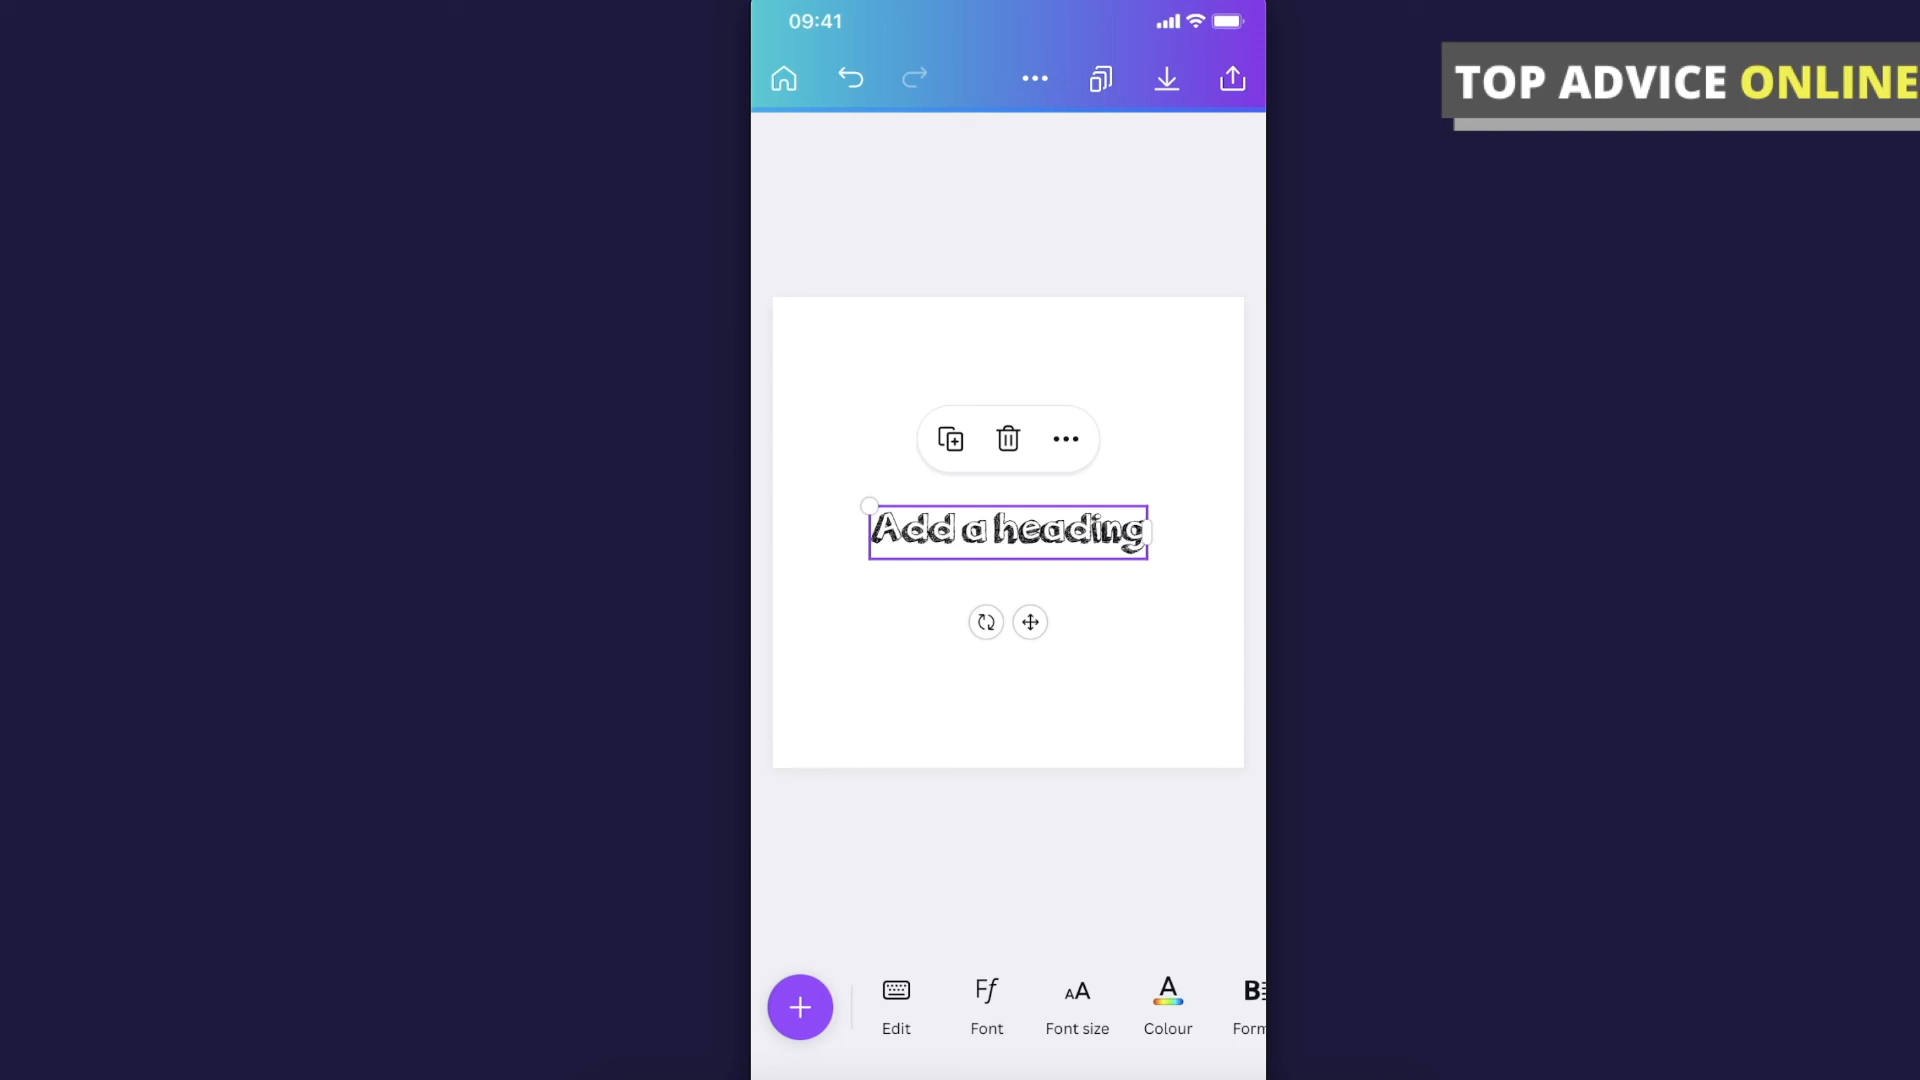 09:41
TOP ADVICE ONLINE
Add a heading
Edit
Font
Font size
Colour
Form